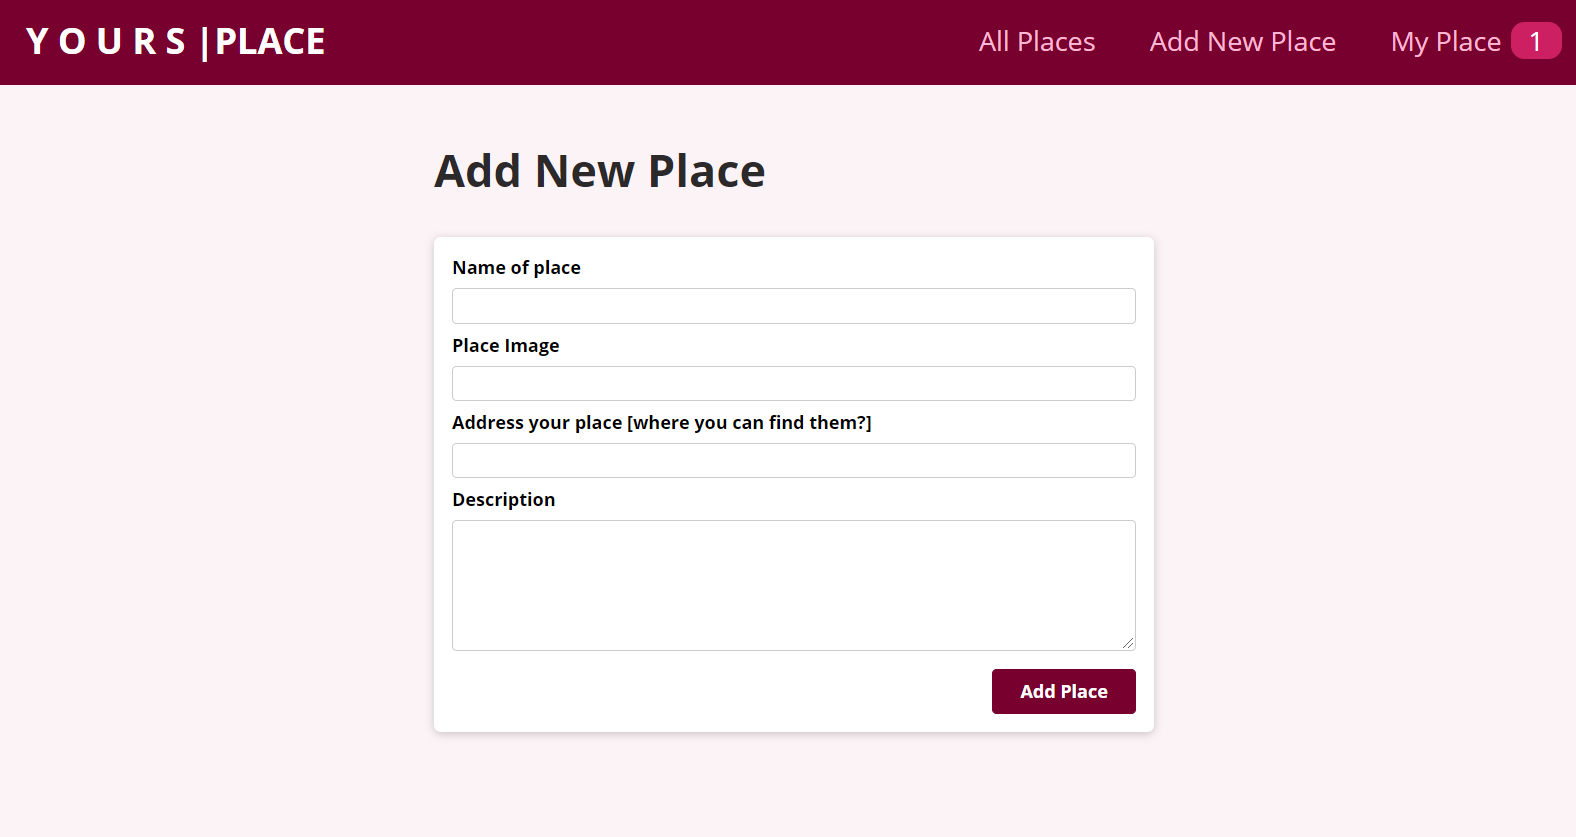 Y O U R S |PLACE
All Places Add New Place My Place 1
Add New Place
Name of place
Place Image
Address your place [where you can find them?]
Description
Add Place